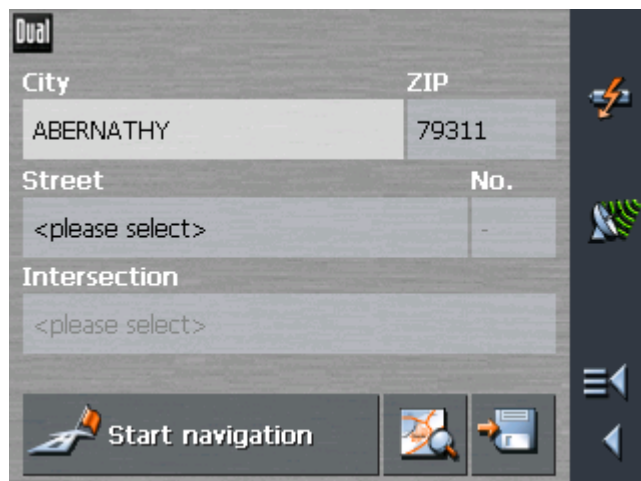 Dual
City ZIP
ABERNATHY 79311
Street No.
<please select> -
Intersection
<please select>
Start navigation